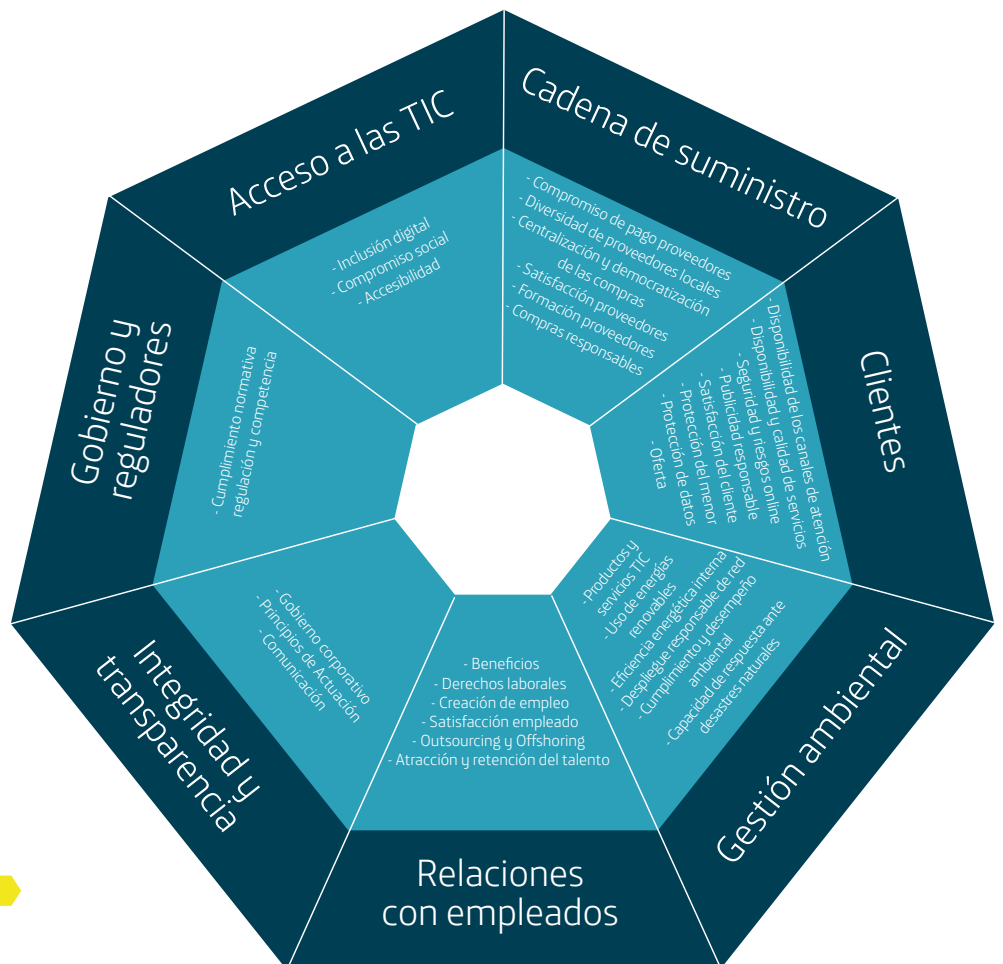 Acceso a las TIC
- Inclusión digital
- Compromiso social
- Accesibilidad
Cadena de suministro
- Compromiso de pago proveedores
- Diversidad de proveedores locales
- Centralización y democratización
de las compras
- Satisfacción proveedores
- Formación proveedores
- Compras responsables
Clientes
- Disponibilidad de los canales de atención
- Disponibilidad y calidad de servicios
- Seguridad y riesgos online
- Publicidad responsable
- Satisfacción del cliente
- Protección del menor
- Protección de datos
- Oferta
Gestión ambiental
- Productos y
servicios TIC
- Uso de energías
renovables
- Eficiencia energética interna
- Despliegue responsable de red
- Cumplimiento y desempeño
ambiental
- Capacidad de respuesta ante
desastres naturales
Relaciones
con empleados
- Beneficios
- Derechos laborales
- Creación de empleo
- Satisfacción empleado
- Outsourcing y Offshoring
- Atracción y retención del talento
Integridad y
transparencia
- Gobierno corporativo
- Principios de Actuación
- Comunicación
Gobierno y
reguladores
- Cumplimiento normativa
regulación y competencia